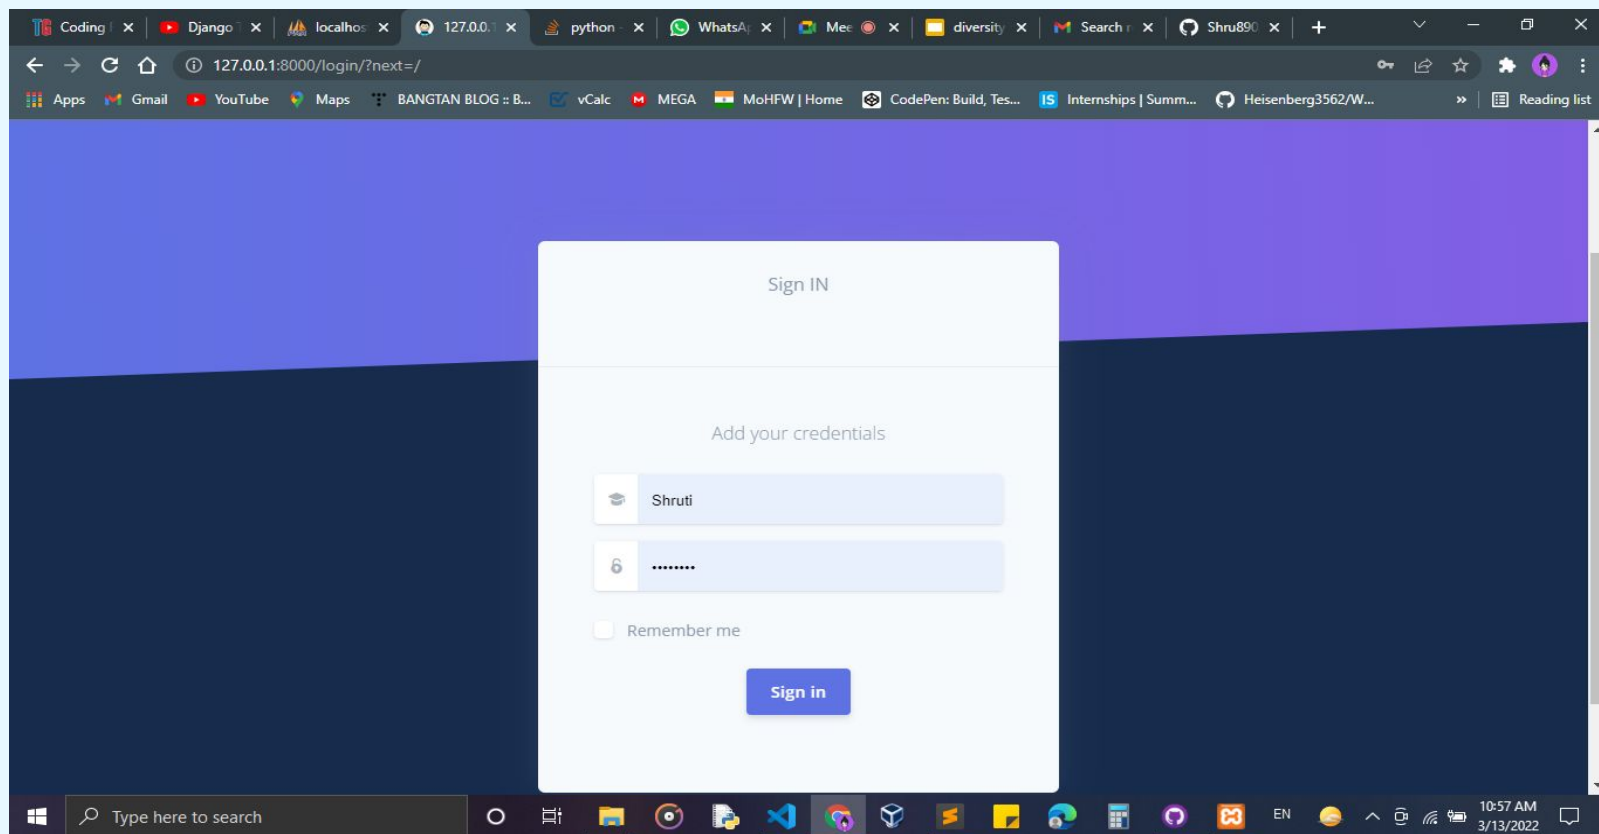 Coding Django localhos 127.0.0.1 python - WhatsA Mee diversity Search Shru890
127.0.0.1:8000/login/?next=/
Apps Gmail YouTube Maps BANGTAN BLOG :: B... vCalc MEGA MoHFW | Home CodePen: Build, Tes... Internships | Summ... Heisenberg3562/W... » Reading list
Sign IN
Add your credentials
Shruti
••••••••
Remember me
Sign in
Type here to search
EN
10:57 AM
3/13/2022